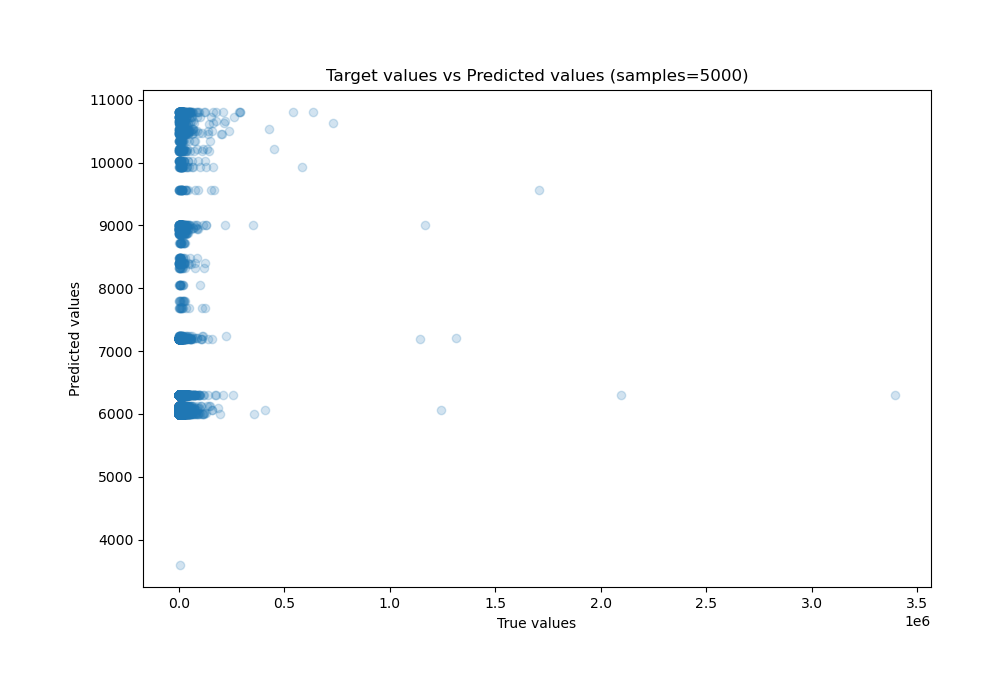 Target values vs Predicted values (samples=5000)
11000
10000
9000
8000
7000
6000
5000
4000
Predicted values
0.0 0.5 1.0 1.5 2.0 2.5 3.0 3.5
1e6
True values